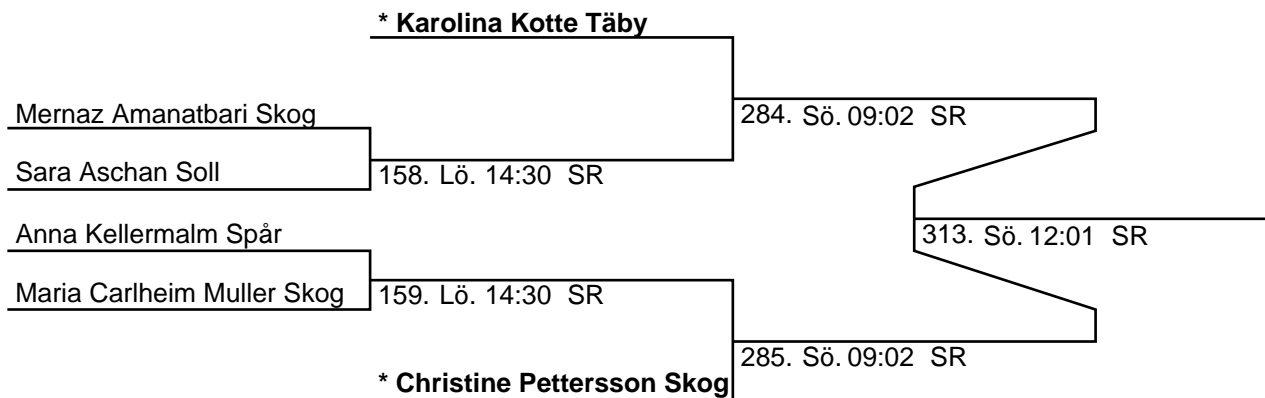 * Karolina Kotte Täby
284. Sö. 09:02 SR
Mernaz Amanatbari Skog
Sara Aschan Soll
158. Lö. 14:30 SR
Anna Kellermalm Spår
313. Sö. 12:01 SR
Maria Carlheim Muller Skog
159. Lö. 14:30 SR
285. Sö. 09:02 SR
* Christine Pettersson Skog